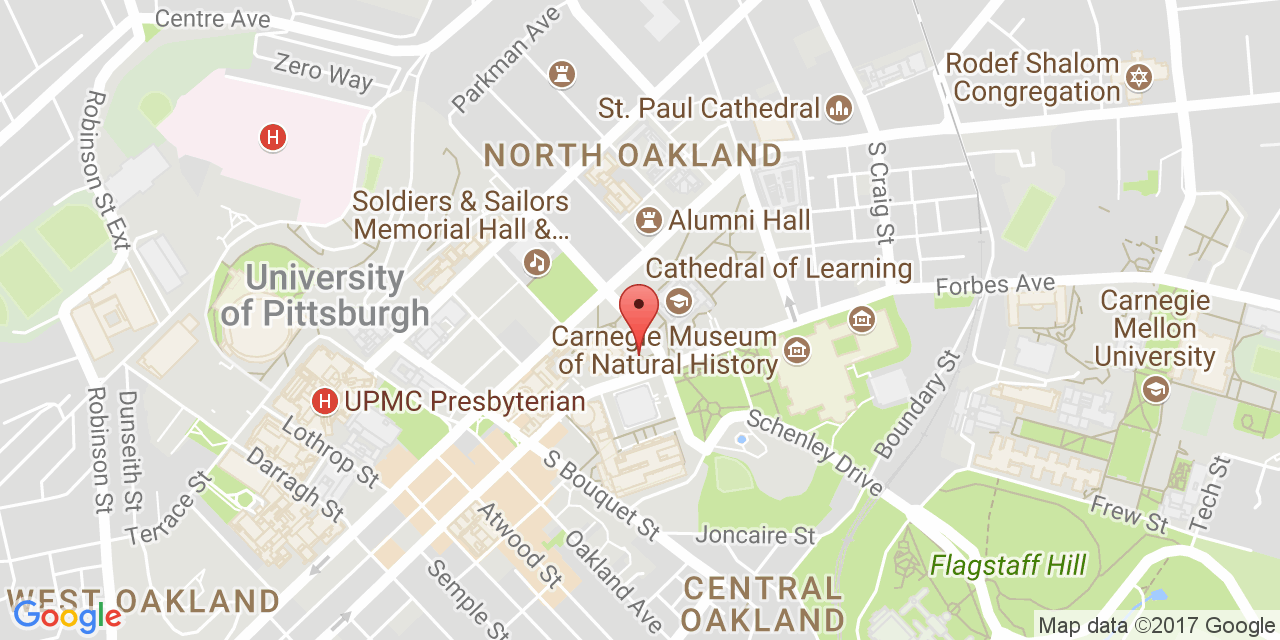 Centre Ave
Zero Way
Parkman Ave
Robinson St Ext
H
St. Paul Cathedral
Rodef Shalom
Congregation
NORTH OAKLAND
S Craig St
Soldiers & Sailors
Memorial Hall &...
Alumni Hall
University
of Pittsburgh
Cathedral of Learning
Forbes Ave
Carnegie Museum
of Natural History
Carnegie
Mellon
University
H
UPMC Presbyterian
Boundary St
Schenley Drive
Robinson St
Dunseith St
Lothrop St
Darragh St
Terrace St
S Bouquet St
Atwood St
Semple St
Oakland Ave
Joncaire St
Frew St
Tech St
Flagstaff Hill
CENTRAL
OAKLAND
WEST OAKLAND
Google
Map data ©2017 Google